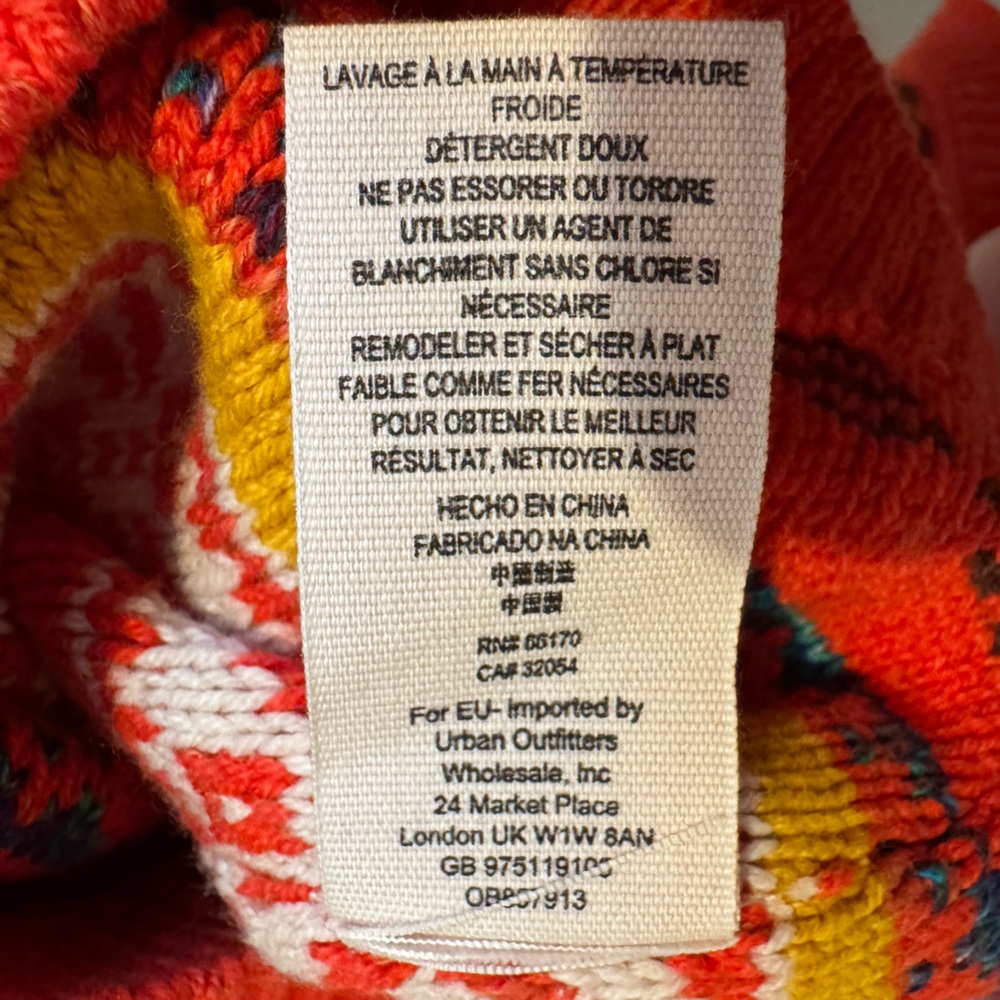 LAVAGE À LA MAIN À TEMPÉRATURE
FROIDE
DÉTERGENT DOUX
NE PAS ESSORER OU TORDRE
UTILISER UN AGENT DE
BLANCHIMENT SANS CHLORE SI
NÉCESSAIRE
REMODELER ET SÉCHER À PLAT
FAIBLE COMME FER NÉCESSAIRES
POUR OBTENIR LE MEILLEUR
RÉSULTAT, NETTOYER À SEC
HECHO EN CHINA
FABRICADO NA CHINA
中國製造
中国製
RN# 66170
CA# 32054
For EU- Imported by
Urban Outfitters
Wholesale, Inc
24 Market Place
London UK W1W 8AN
GB